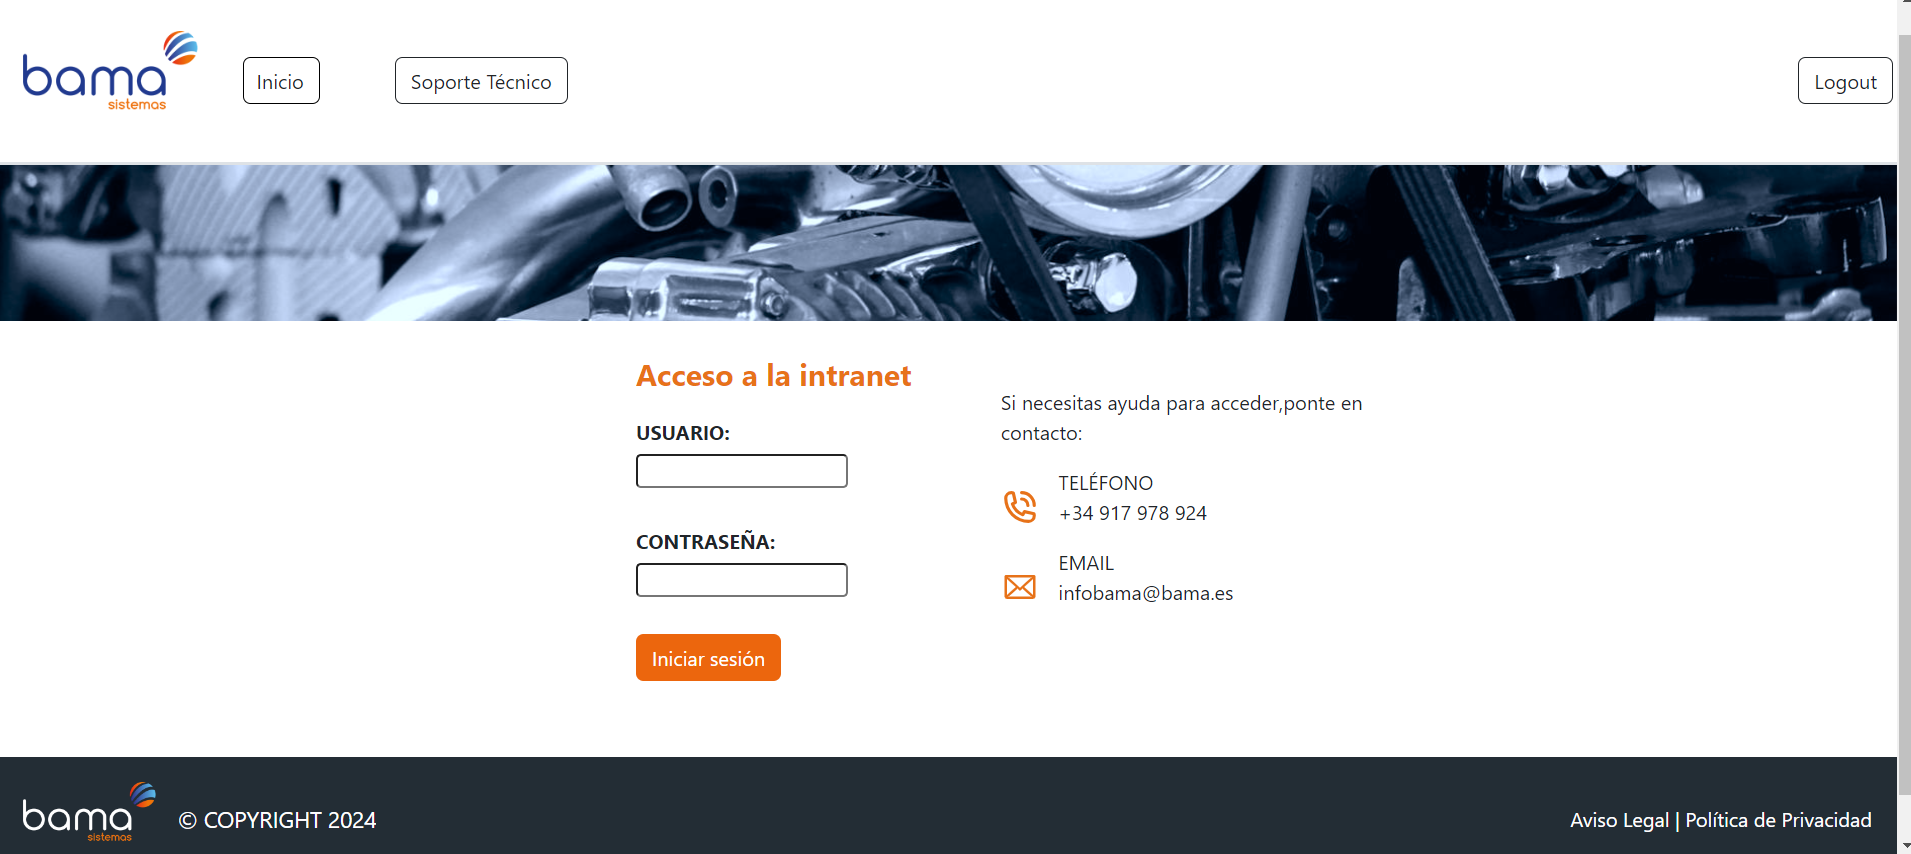 bama
sistemas
Inicio
Soporte Técnico
Logout
Acceso a la intranet
USUARIO:
CONTRASEÑA:
Iniciar sesión
Si necesitas ayuda para acceder,ponte en
contacto:
TELÉFONO
+34 917 978 924
EMAIL
infobama@bama.es
bama
sistemas
© COPYRIGHT 2024
Aviso Legal | Política de Privacidad